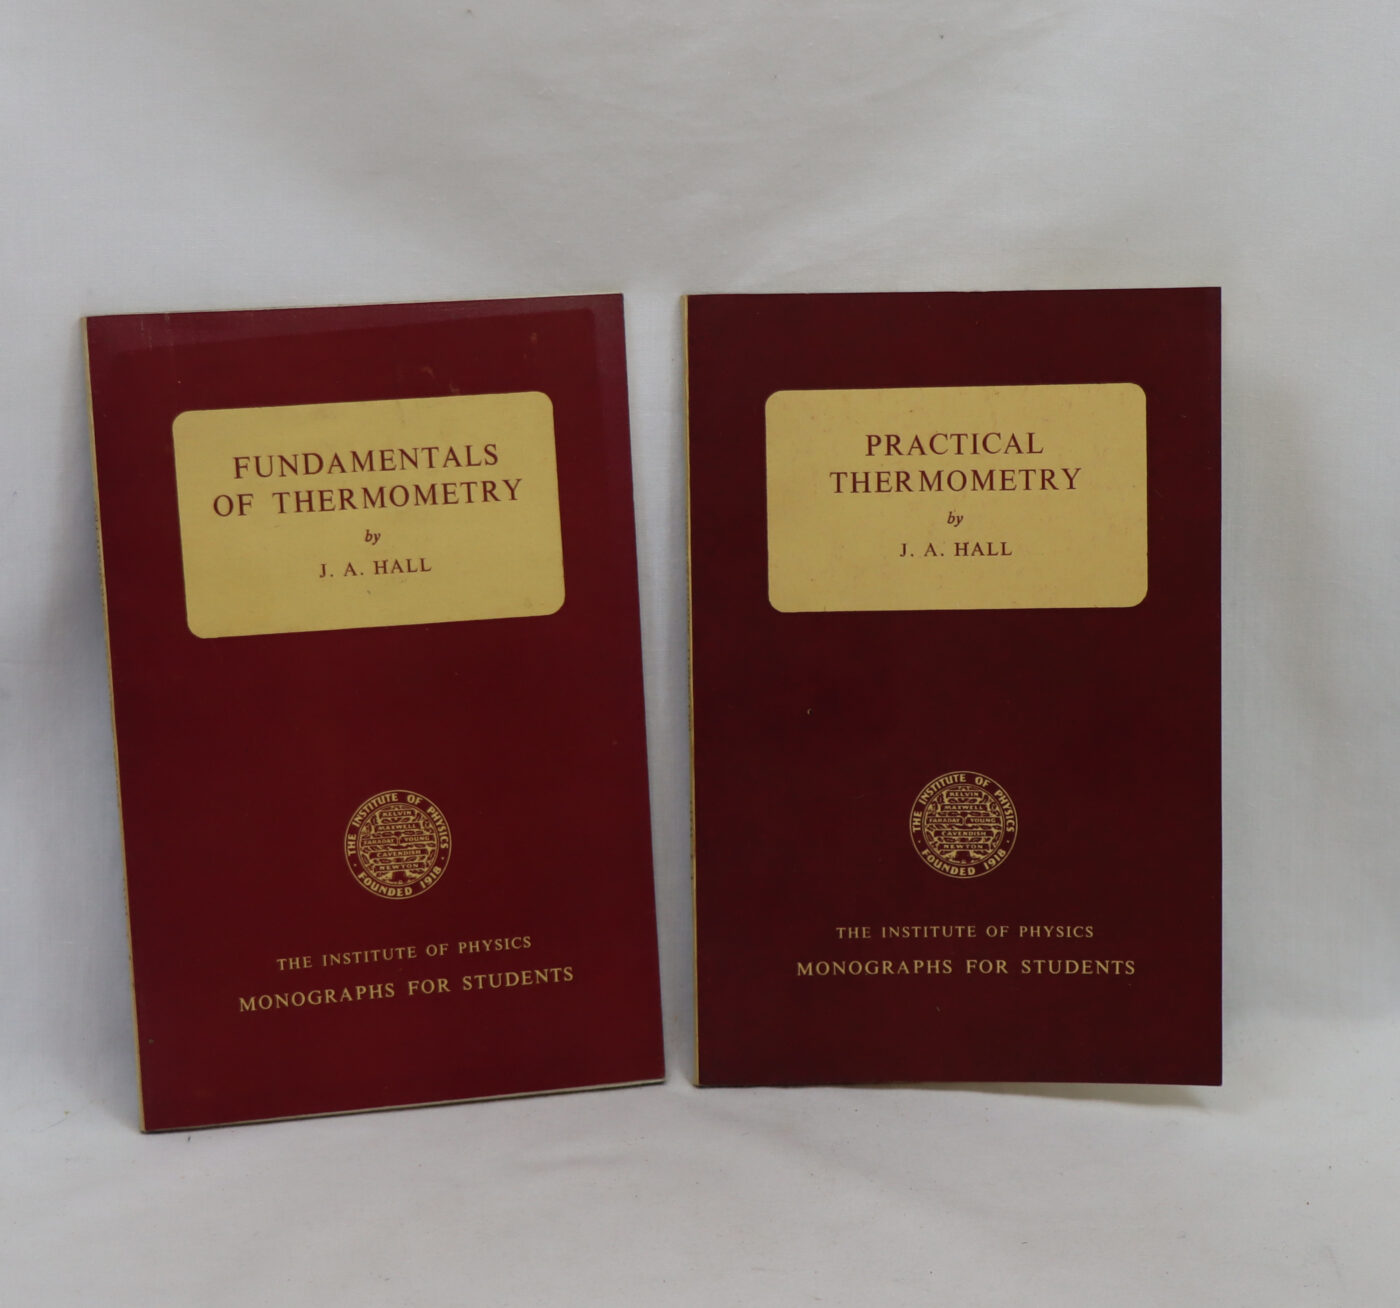 FUNDAMENTALS
OF THERMOMETRY
by
J. A. HALL
THE INSTITUTE OF PHYSICS
KELVIN
MAXWELL
FARADAY YOUNG
CAVENDISH
NEWTON
FOUNDED 1918
THE INSTITUTE OF PHYSICS
MONOGRAPHS FOR STUDENTS
PRACTICAL
THERMOMETRY
by
J. A. HALL
THE INSTITUTE OF PHYSICS
KELVIN
MAXWELL
FARADAY YOUNG
CAVENDISH
NEWTON
FOUNDED 1918
THE INSTITUTE OF PHYSICS
MONOGRAPHS FOR STUDENTS